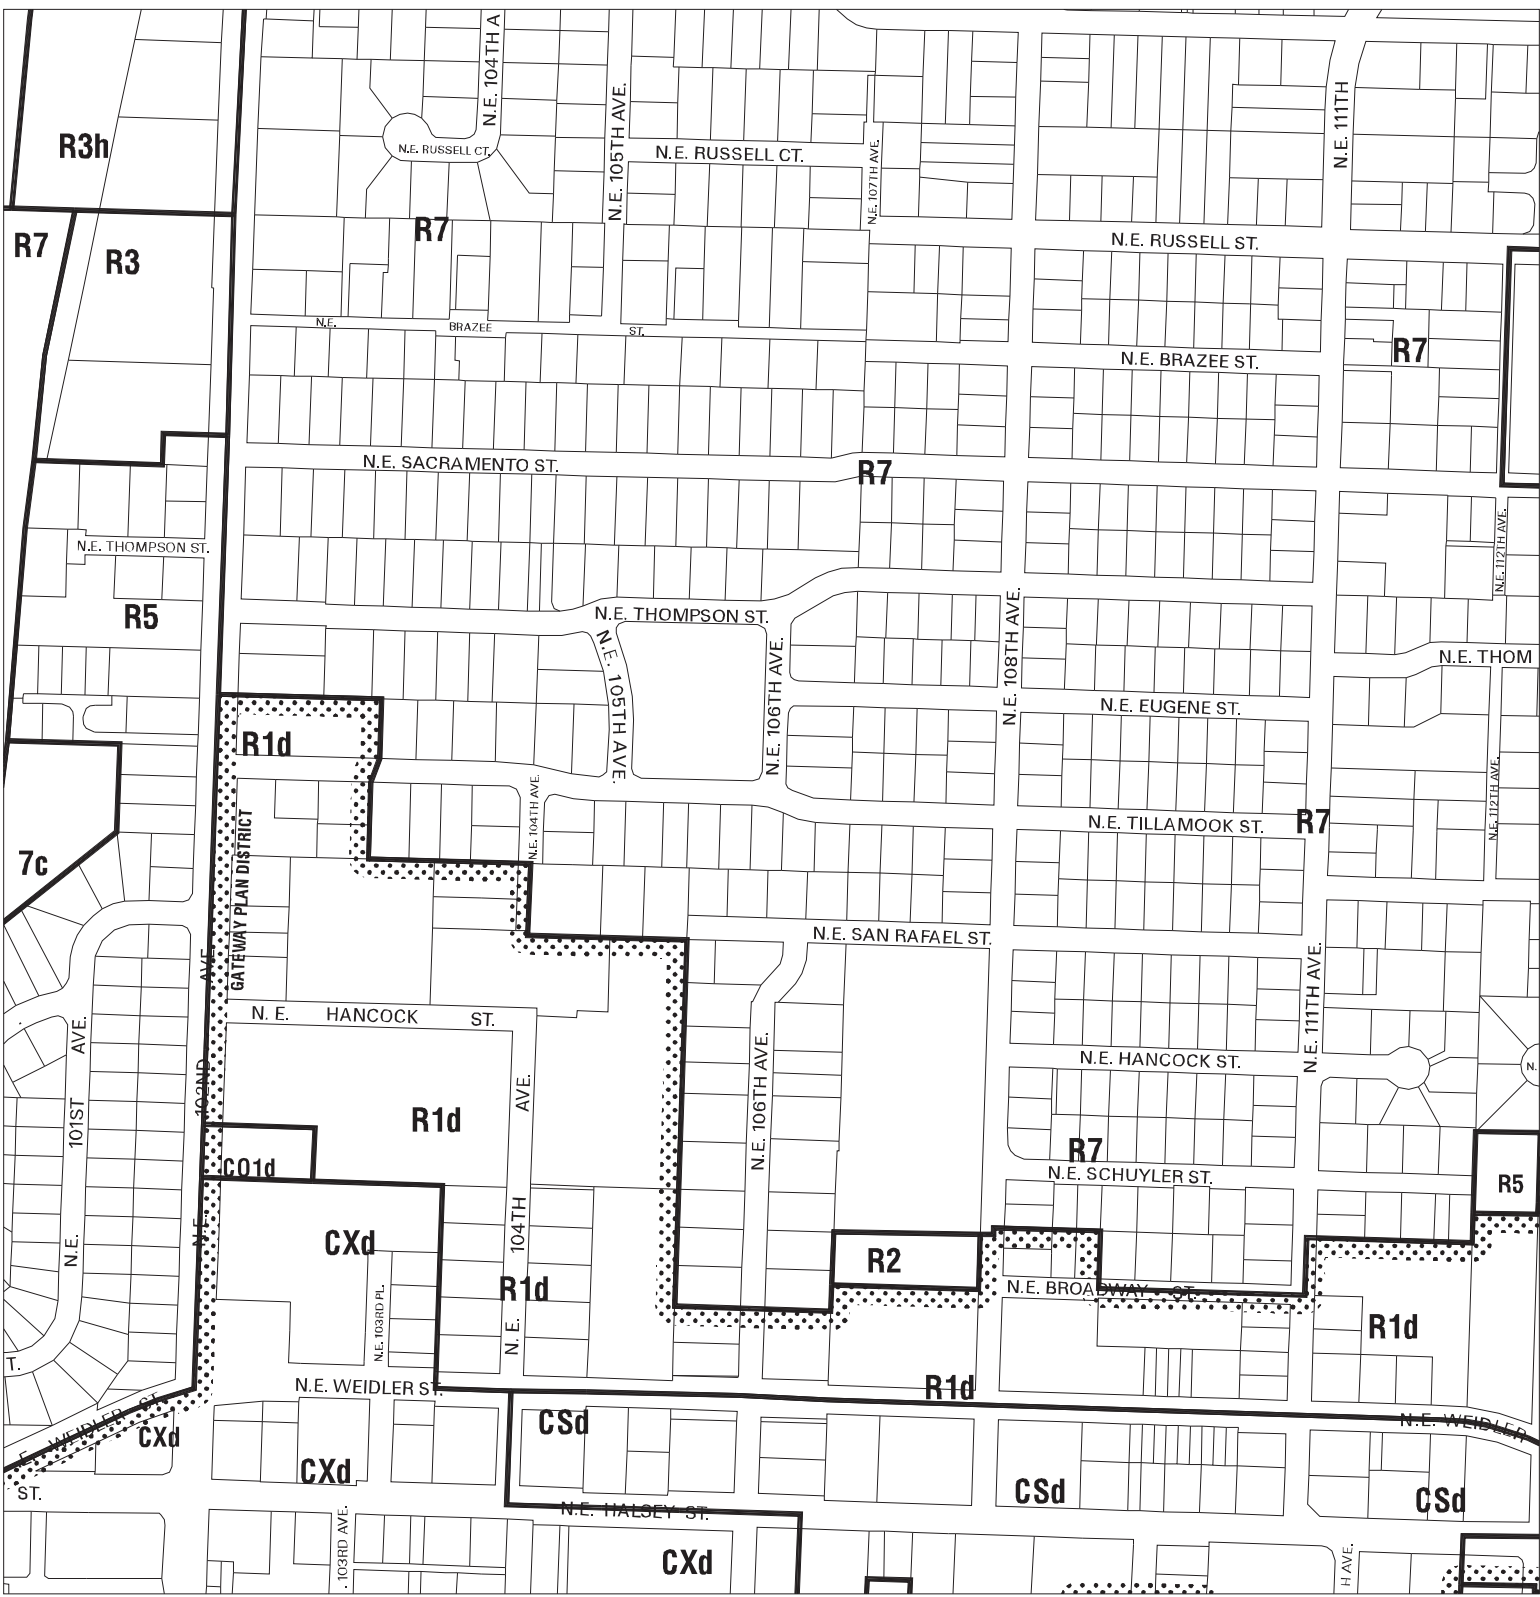 N.E. 104TH A
N.E. 105TH AVE.
N.E. 111TH
R3h
N.E. RUSSELL CT.
N.E. RUSSELL CT.
N.E. 107TH AVE.
R7
R7
R3
N.E. RUSSELL ST.
N.E.
BRAZEE
ST.
N.E. BRAZEE ST.
R7
N.E. SACRAMENTO ST.
R7
N.E. THOMPSON ST.
N.E. 112TH AVE.
R5
N.E. THOMPSON ST.
N.E. 105TH AVE.
N.E. 106TH AVE.
N.E. 108TH AVE.
N.E. THOM
N.E. EUGENE ST.
R1d
N.E. 104TH AVE.
N.E. 112TH AVE.
N.E. TILLAMOOK ST.
R7
7c
GATEWAY PLAN DISTRICT
N.E. SAN RAFAEL ST.
N.E. 102ND AVE.
N. E. HANCOCK ST.
N.E. 101ST AVE.
N.E. 111TH AVE.
N.E. HANCOCK ST.
N.
N. E. 104TH AVE.
N.E. 106TH AVE.
R1d
R7
CO1d
N.E. SCHUYLER ST.
R5
CXd
R2
R1d
N.E. BROADWAY ST.
N.E. 103RD PL.
R1d
T.
N.E. WEIDLER ST.
R1d
E. WEIDLER ST.
CXd
CSd
N.E. WEIDLER
CXd
ST.
CSd
CSd
N.E. HALSEY ST.
. 103RD AVE.
CXd
H AVE.